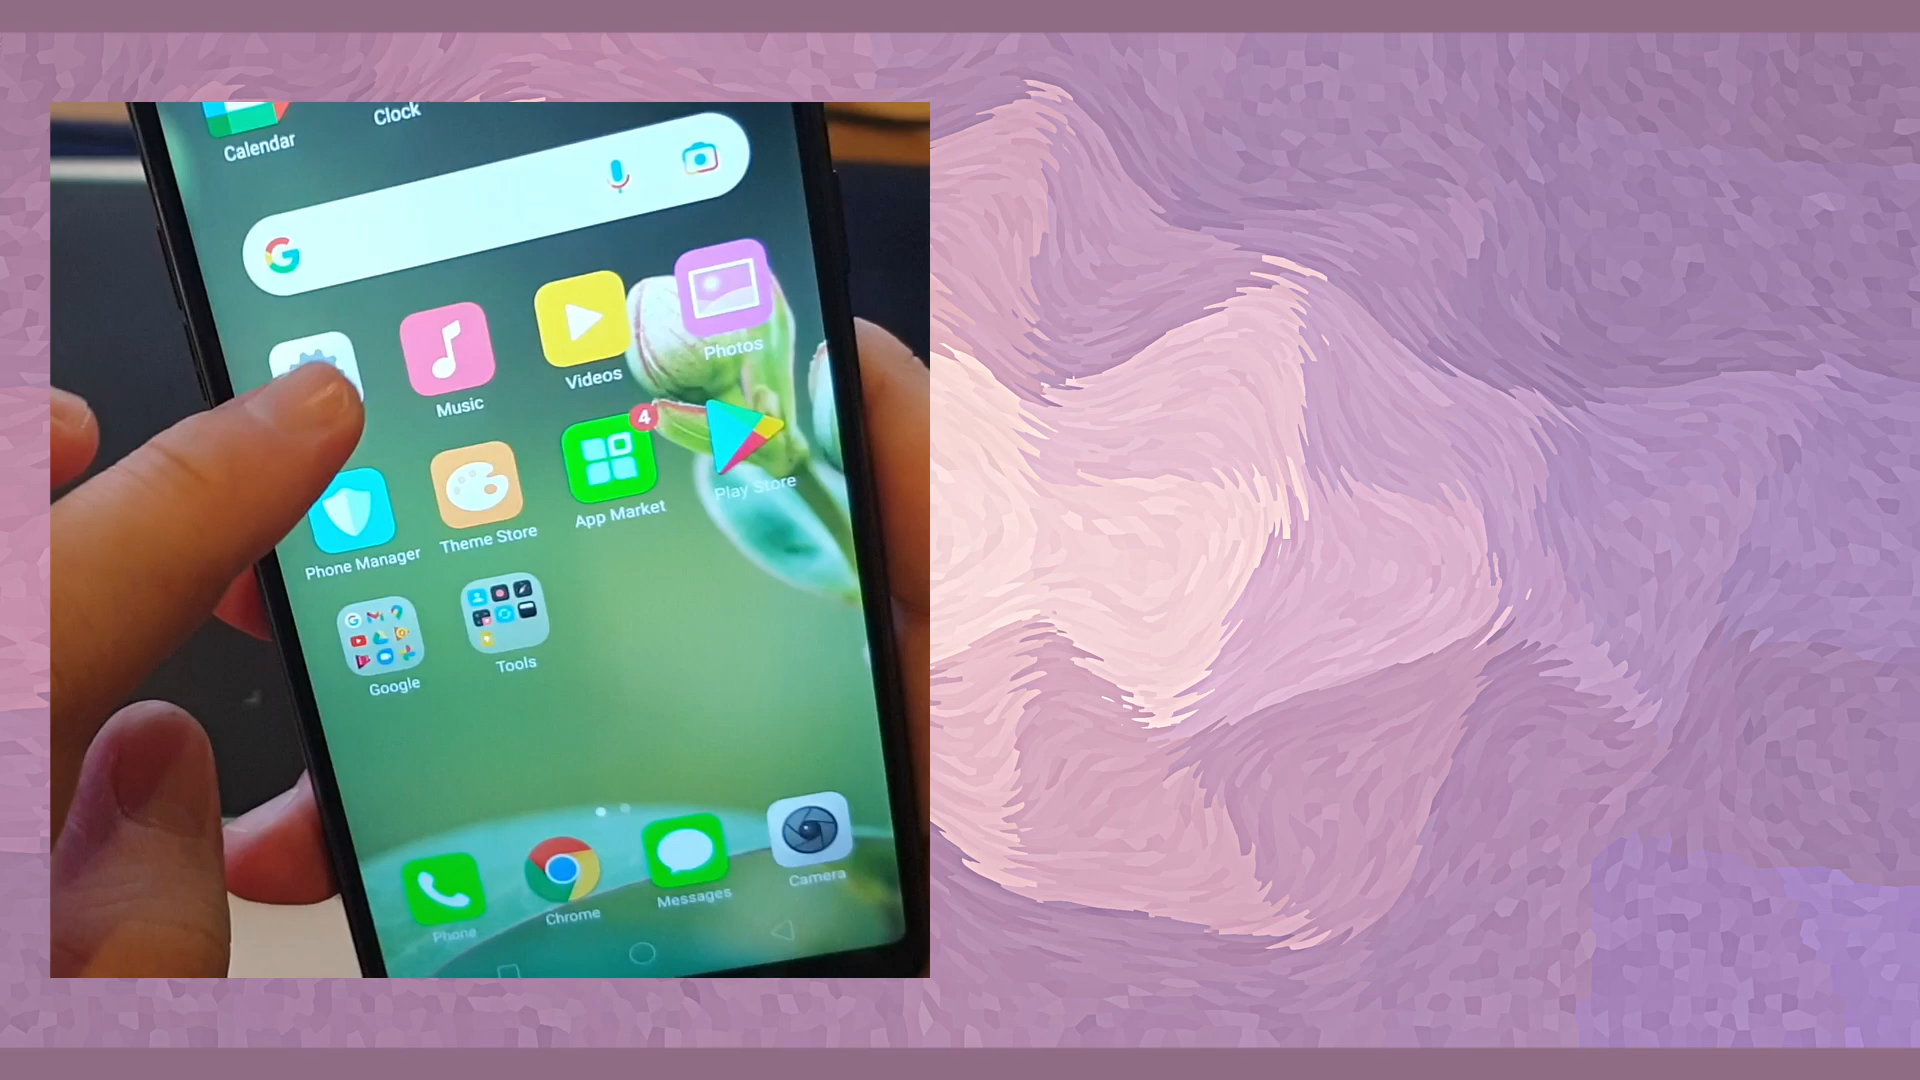 Calendar
Clock
Music
Videos
Photos
4
Phone Manager
Theme Store
App Market
Play Store
Google
Tools
Phone
Chrome
Messages
Camera